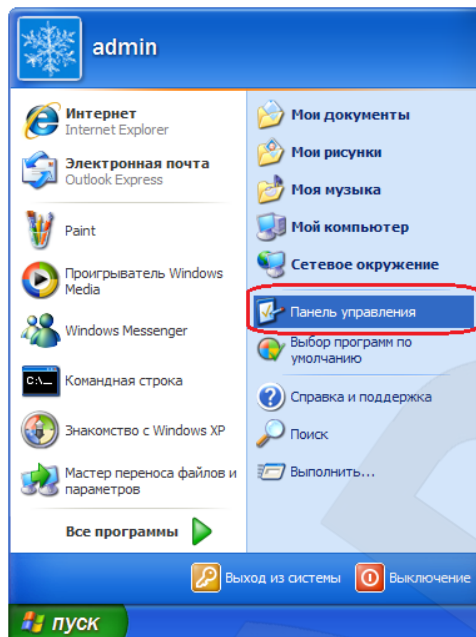 admin
Интернет
Internet Explorer
Электронная почта
Outlook Express
Paint
Проигрыватель Windows
Media
Windows Messenger
C:\_
Командная строка
Знакомство с Windows XP
Мастер переноса файлов и
параметров
Все программы
Мои документы
Мои рисунки
Моя музыка
Мой компьютер
Сетевое окружение
Панель управления
Выбор программ по
умолчанию
Справка и поддержка
Поиск
Выполнить...
Выход из системы
Выключение
пуск